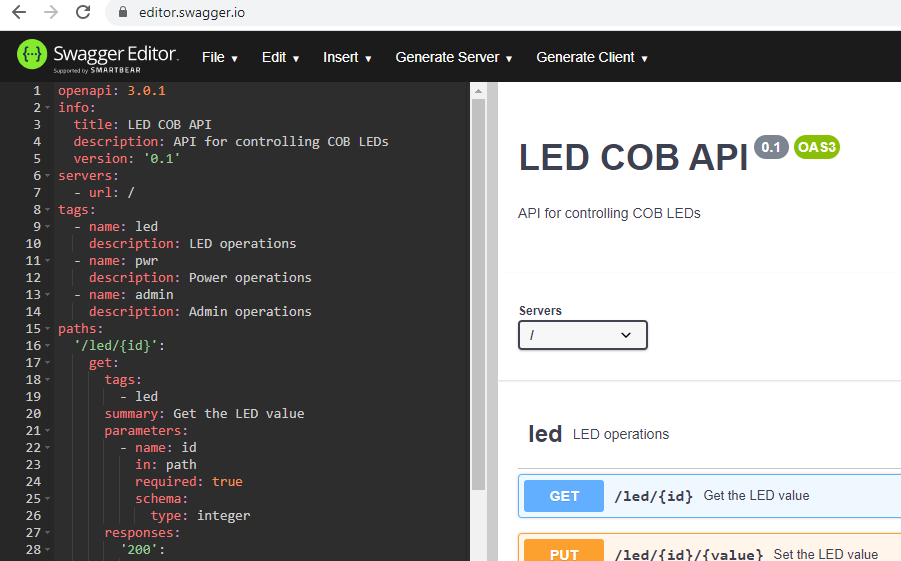 editor.swagger.io
{···} Swagger Editor.
Supported by SMARTBEAR
File ▼ Edit ▼ Insert ▼ Generate Server ▼ Generate Client ▼
1 openapi: 3.0.1
2 info:
3 title: LED COB API
4 description: API for controlling COB LEDs
5 version: '0.1'
6 servers:
7 - url: /
8 tags:
9 - name: led
10 description: LED operations
11 - name: pwr
12 description: Power operations
13 - name: admin
14 description: Admin operations
15 paths:
16 '/led/{id}':
17 get:
18 tags:
19 - led
20 summary: Get the LED value
21 parameters:
22 - name: id
23 in: path
24 required: true
25 schema:
26 type: integer
27 responses:
28 '200':
LED COB API 0.1 OAS3
API for controlling COB LEDs
Servers
/
led LED operations
GET /led/{id} Get the LED value
PUT /led/{id}/{value} Set the LED value